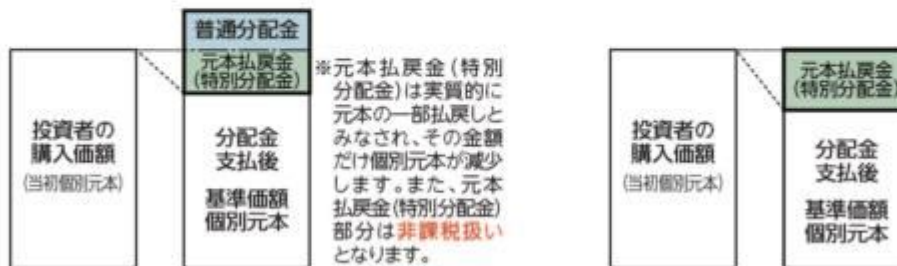 普通分配金
元本払戻金
(特別分配金)
投資者の
購入価額
(当初個別元本)
分配金
支払後
基準価額
個別元本
※元本払戻金(特別
分配金)は実質的に
元本の一部払戻しと
みなされ、その金額
だけ個別元本が減少
します。また、元本
払戻金(特別分配金)
部分は非課税扱い
となります。
投資者の
購入価額
(当初個別元本)
元本払戻金
(特別分配金)
分配金
支払後
基準価額
個別元本